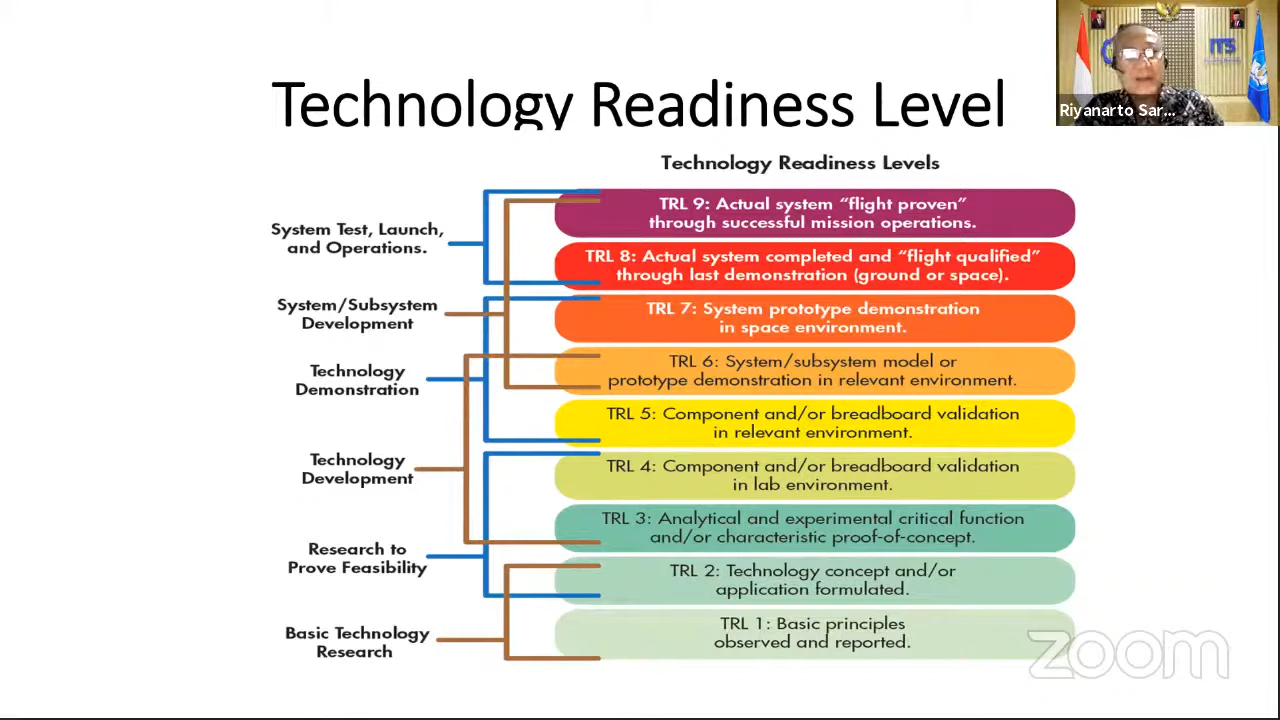 Technology Readiness Level
ITS
Riyanarto Sar...
Technology Readiness Levels
System Test, Launch,
and Operations.
System/Subsystem
Development
Technology
Demonstration
Technology
Development
Research to
Prove Feasibility
Basic Technology
Research
TRL 9: Actual system “flight proven”
through successful mission operations.
TRL 8: Actual system completed and “flight qualified”
through last demonstration (ground or space).
TRL 7: System prototype demonstration
in space environment.
TRL 6: System/subsystem model or
prototype demonstration in relevant environment.
TRL 5: Component and/or breadboard validation
in relevant environment.
TRL 4: Component and/or breadboard validation
in lab environment.
TRL 3: Analytical and experimental critical function
and/or characteristic proof-of-concept.
TRL 2: Technology concept and/or
application formulated.
TRL 1: Basic principles
observed and reported.
zoom